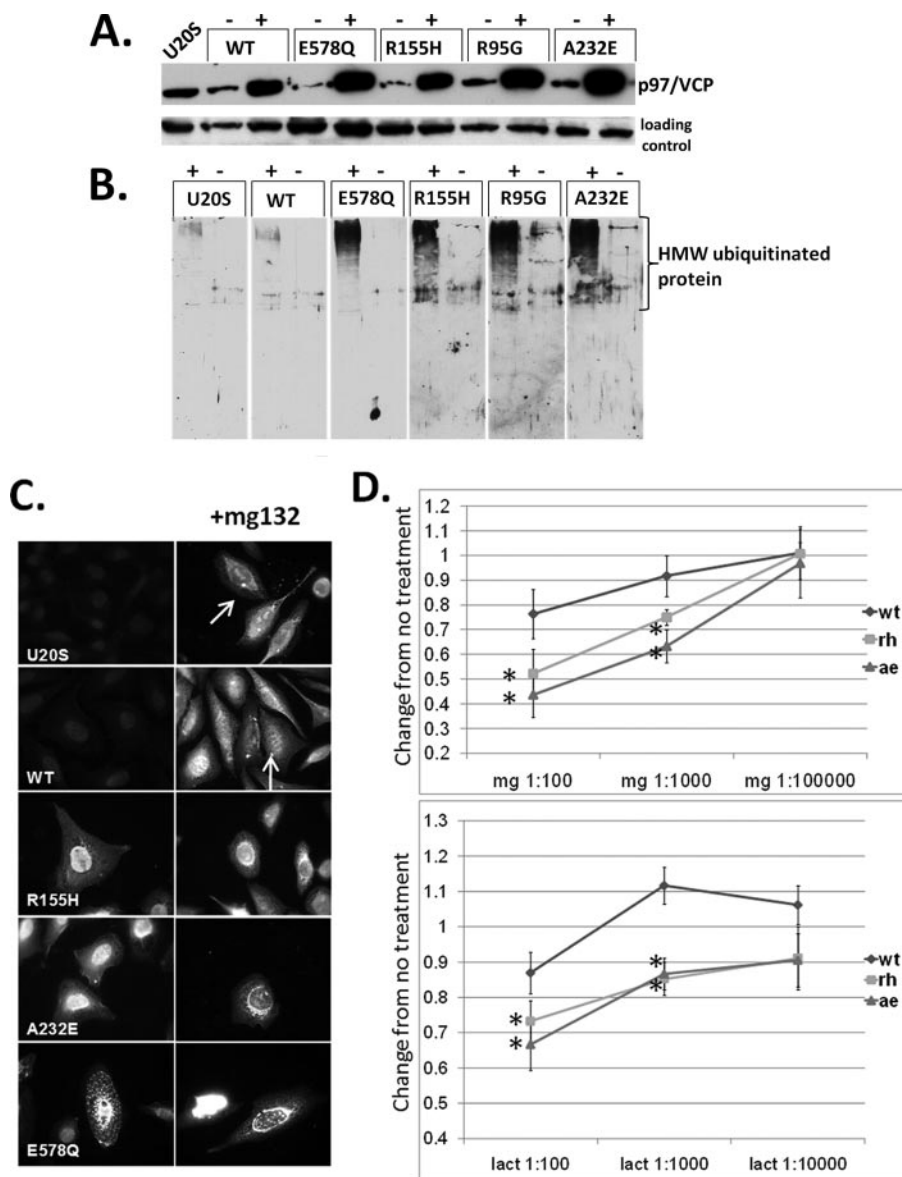 A.
- + - + - + - + - +
U20S WT E578Q R155H R95G A232E
p97/VCP
loading
control
B.
+ - + - + - + - + - + -
U20S WT E578Q R155H R95G A232E
HMW ubiquitinated
protein
C.
+mg132
U20S
WT
R155H
A232E
E578Q
D.
Change from no treatment
1.2
1.1
1
0.9
0.8
0.7
0.6
0.5
0.4
0.3
0.2
* * * *
mg 1:100 mg 1:1000 mg 1:100000
wt
rh
ae
Change from no treatment
1.3
1.2
1.1
1
0.9
0.8
0.7
0.6
0.5
0.4
* * * *
lact 1:100 lact 1:1000 lact 1:10000
wt
rh
ae